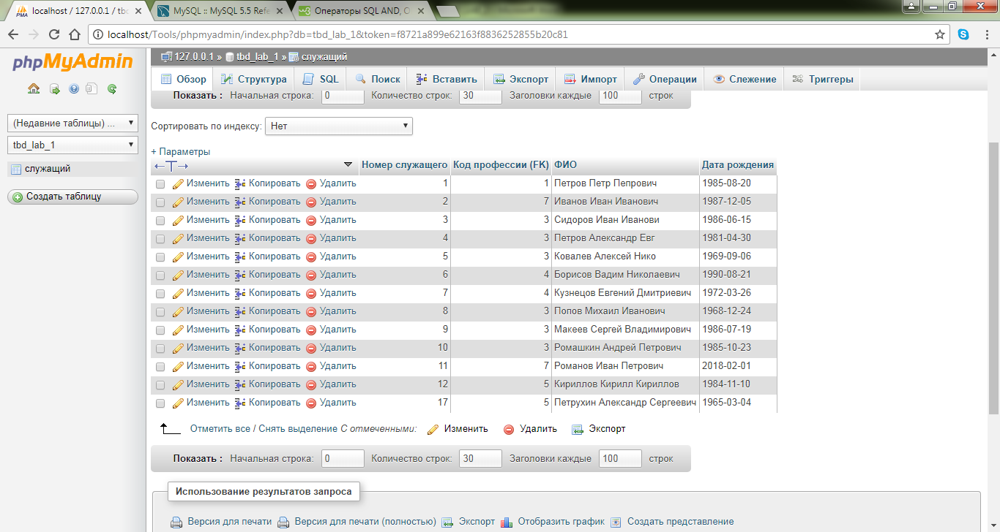 localhost / 127.0.0.1 / tbd MySQL :: MySQL 5.5 Refe Операторы SQL AND, O
localhost/Tools/phpmyadmin/index.php?db=tbd_lab_1&token=f8721a899e62163f8836252855b20c81
phpMyAdmin
(Недавние таблицы) ...
tbd_lab_1
служащий
Создать таблицу
127.0.0.1 » tbd_lab_1 » служащий
Обзор Структура SQL Поиск Вставить Экспорт Импорт Операции Слежение Триггеры
Показать : Начальная строка: 0 Количество строк: 30 Заголовки каждые 100 строк
Сортировать по индексу: Нет
+ Параметры
←T→ Номер служащего Код профессии (FK) ФИО Дата рождения
Изменить Копировать Удалить 1 1 Петров Петр Пепрович 1985-08-20
Изменить Копировать Удалить 2 7 Иванов Иван Иванович 1987-12-05
Изменить Копировать Удалить 3 3 Сидоров Иван Иванови 1986-06-15
Изменить Копировать Удалить 4 3 Петров Александр Евг 1981-04-30
Изменить Копировать Удалить 5 3 Ковалев Алексей Нико 1969-09-06
Изменить Копировать Удалить 6 4 Борисов Вадим Николаевич 1990-08-21
Изменить Копировать Удалить 7 4 Кузнецов Евгений Дмитриевич 1972-03-26
Изменить Копировать Удалить 8 3 Попов Михаил Иванович 1968-12-24
Изменить Копировать Удалить 9 3 Макеев Сергей Владимирович 1986-07-19
Изменить Копировать Удалить 10 3 Ромашкин Андрей Петрович 1985-10-23
Изменить Копировать Удалить 11 7 Романов Иван Петрович 2018-02-01
Изменить Копировать Удалить 12 5 Кириллов Кирилл Кириллов 1984-11-10
Изменить Копировать Удалить 17 5 Петрухин Александр Сергеевич 1965-03-04
Отметить все / Снять выделение С отмеченными: Изменить Удалить Экспорт
Показать : Начальная строка: 0 Количество строк: 30 Заголовки каждые 100 строк
Использование результатов запроса
Версия для печати Версия для печати (полностью) Экспорт Отобразить график Создать представление